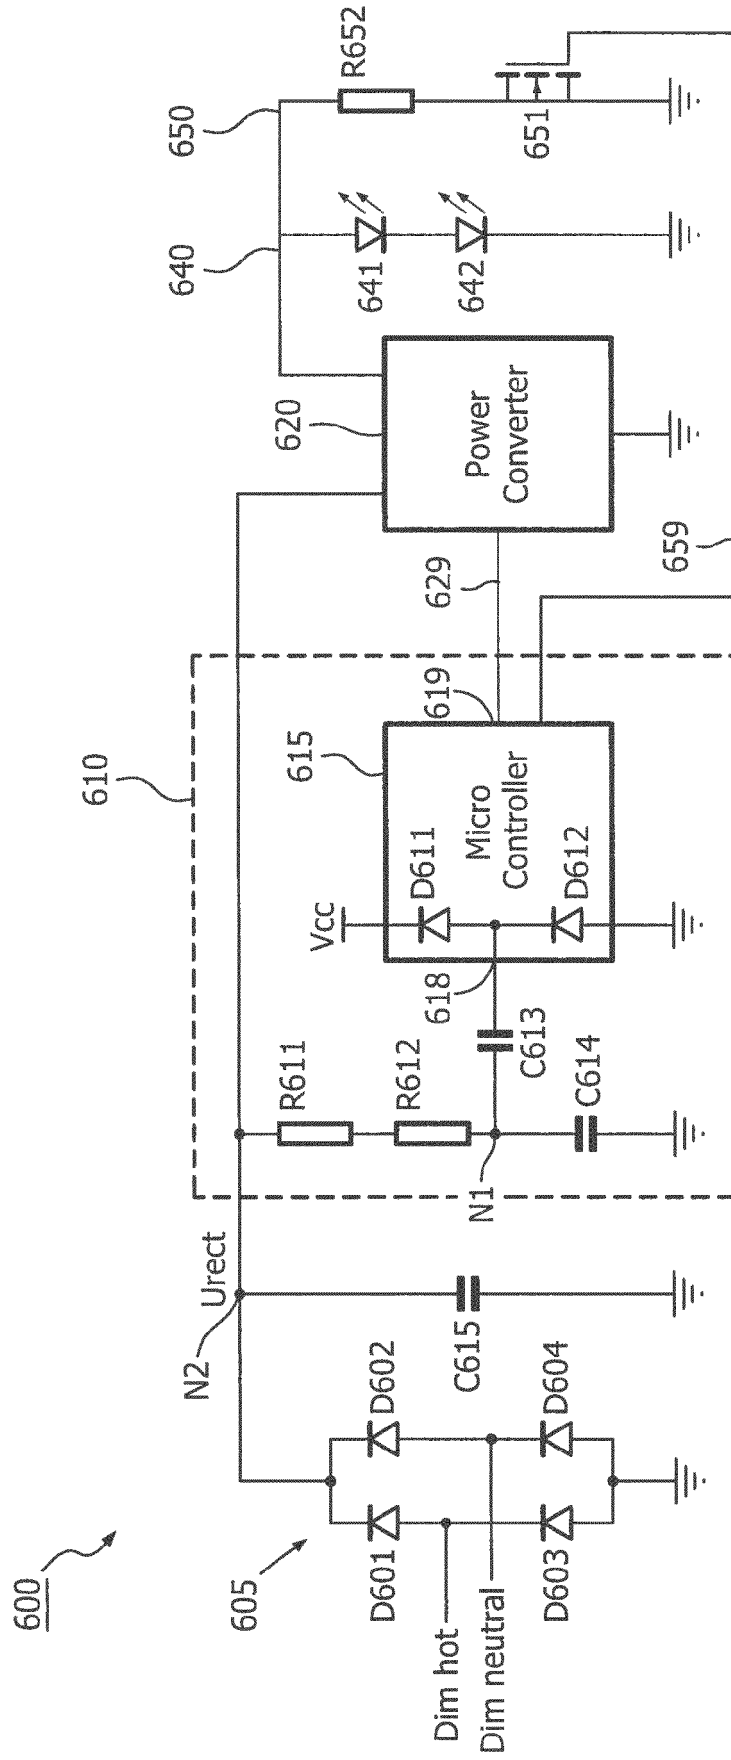 600
605
D601
D602
D603
D604
Dim hot
Dim neutral
N2
Urect
C615
610
R611
R612
N1
C613
C614
618
Vcc
D611
D612
Micro
Controller
615
619
629
659
620
Power
Converter
640
641
642
650
R652
651